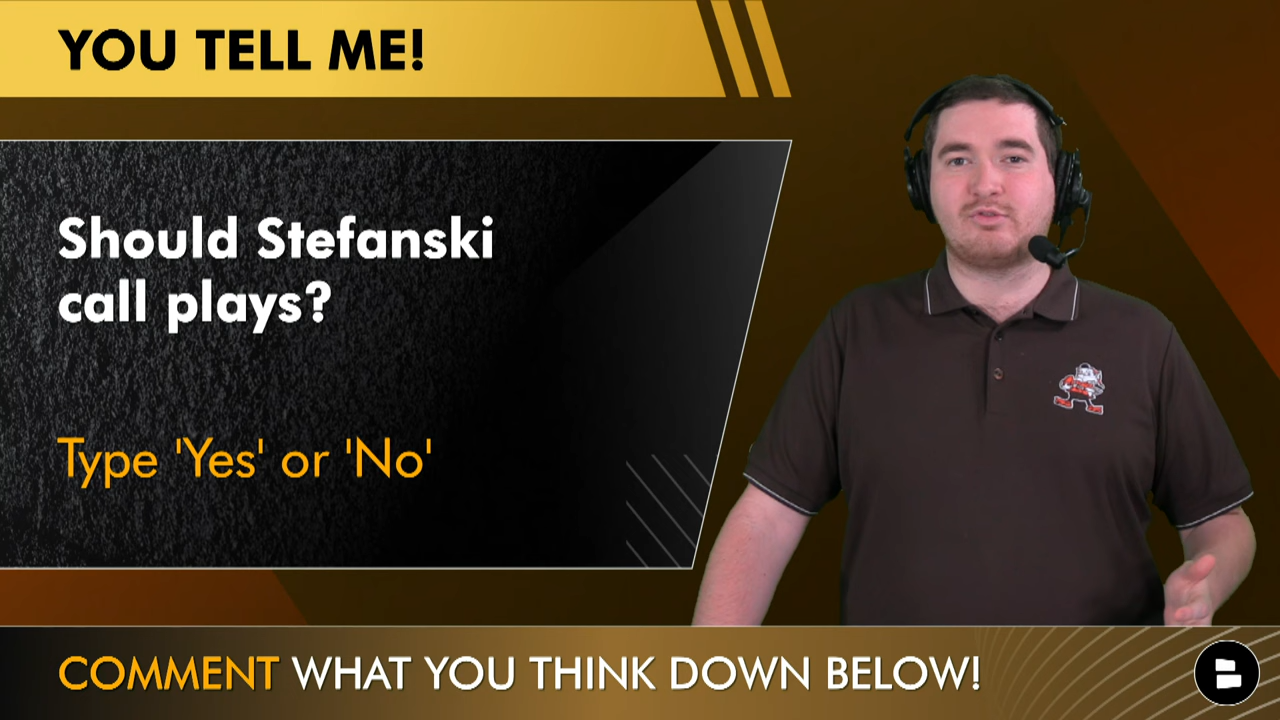 YOU TELL ME!
Should Stefanski
call plays?
Type 'Yes' or 'No'
COMMENT WHAT YOU THINK DOWN BELOW!